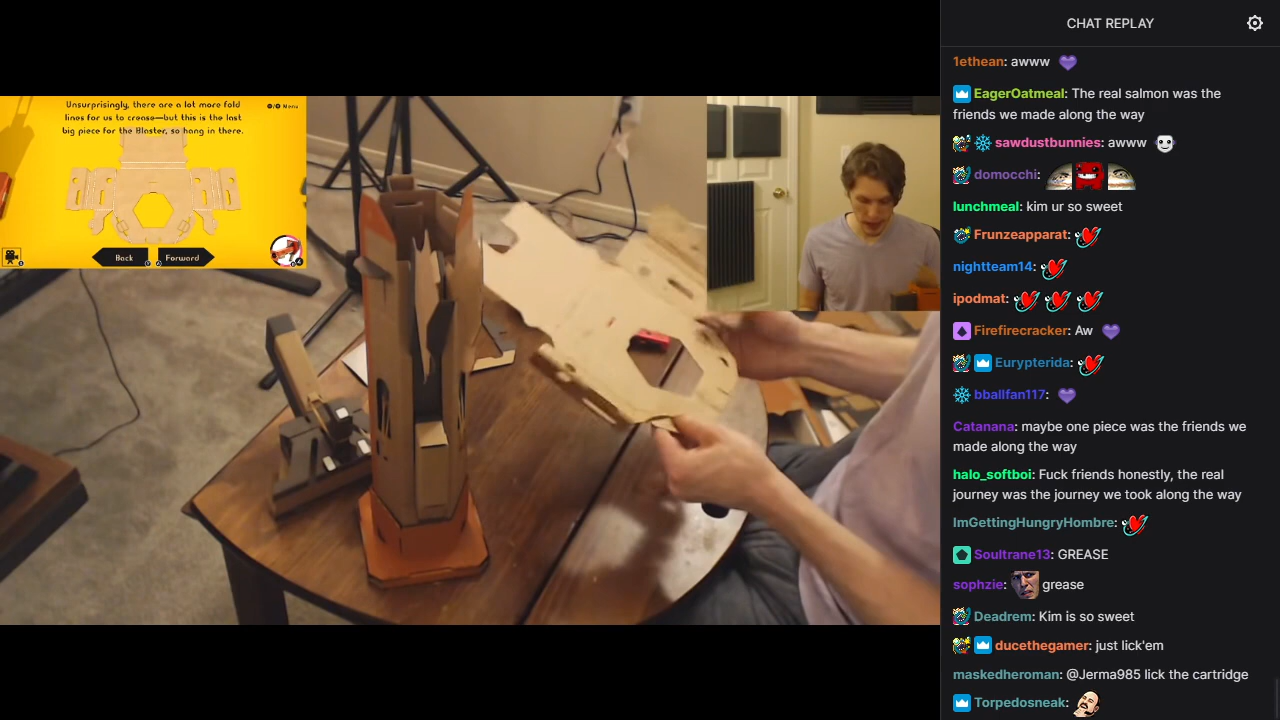 Unsurprisingly, there are a lot more fold
lines for us to crease—but this is the last
big piece for the Blaster, so hang in there.
Menu
Back
Forward
CHAT REPLAY
1ethean: awww
EagerOatmeal: The real salmon was the
friends we made along the way
sawdustbunnies: awww
domocchi:
lunchmeal: kim ur so sweet
Frunzeapparat:
nightteam14:
ipodmat:
Firefirecracker: Aw
Eurypterida:
bballfan117:
Catanana: maybe one piece was the friends we
made along the way
halo_softboi: Fuck friends honestly, the real
journey was the journey we took along the way
ImGettingHungryHombre:
Soultrane13: GREASE
sophzie: grease
Deadrem: Kim is so sweet
ducethegamer: just lick'em
maskedheroman: @Jerma985 lick the cartridge
Torpedosneak: